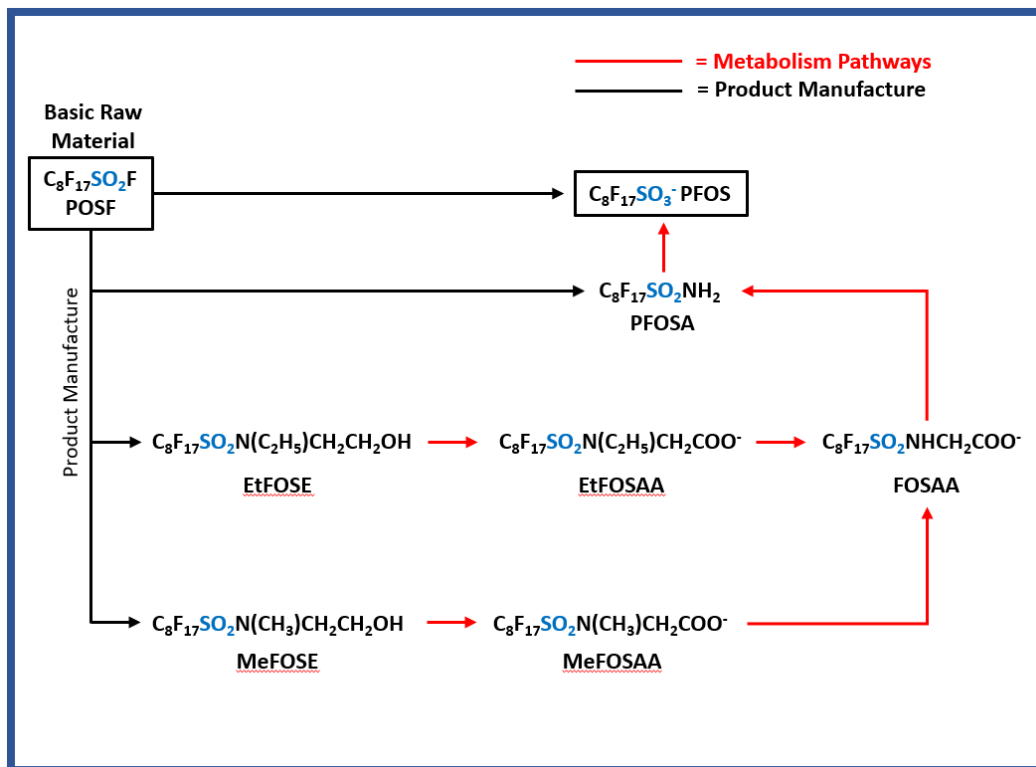 = Metabolism Pathways
= Product Manufacture
Basic Raw
Material
C₈F₁₇SO₂F
POSF
C₈F₁₇SO₃⁻ PFOS
C₈F₁₇SO₂NH₂
PFOSA
Product Manufacture
C₈F₁₇SO₂N(C₂H₅)CH₂CH₂OH
EtFOSE
C₈F₁₇SO₂N(C₂H₅)CH₂COO⁻
EtFOSAA
C₈F₁₇SO₂NHCH₂COO⁻
FOSAA
C₈F₁₇SO₂N(CH₃)CH₂CH₂OH
MeFOSE
C₈F₁₇SO₂N(CH₃)CH₂COO⁻
MeFOSAA